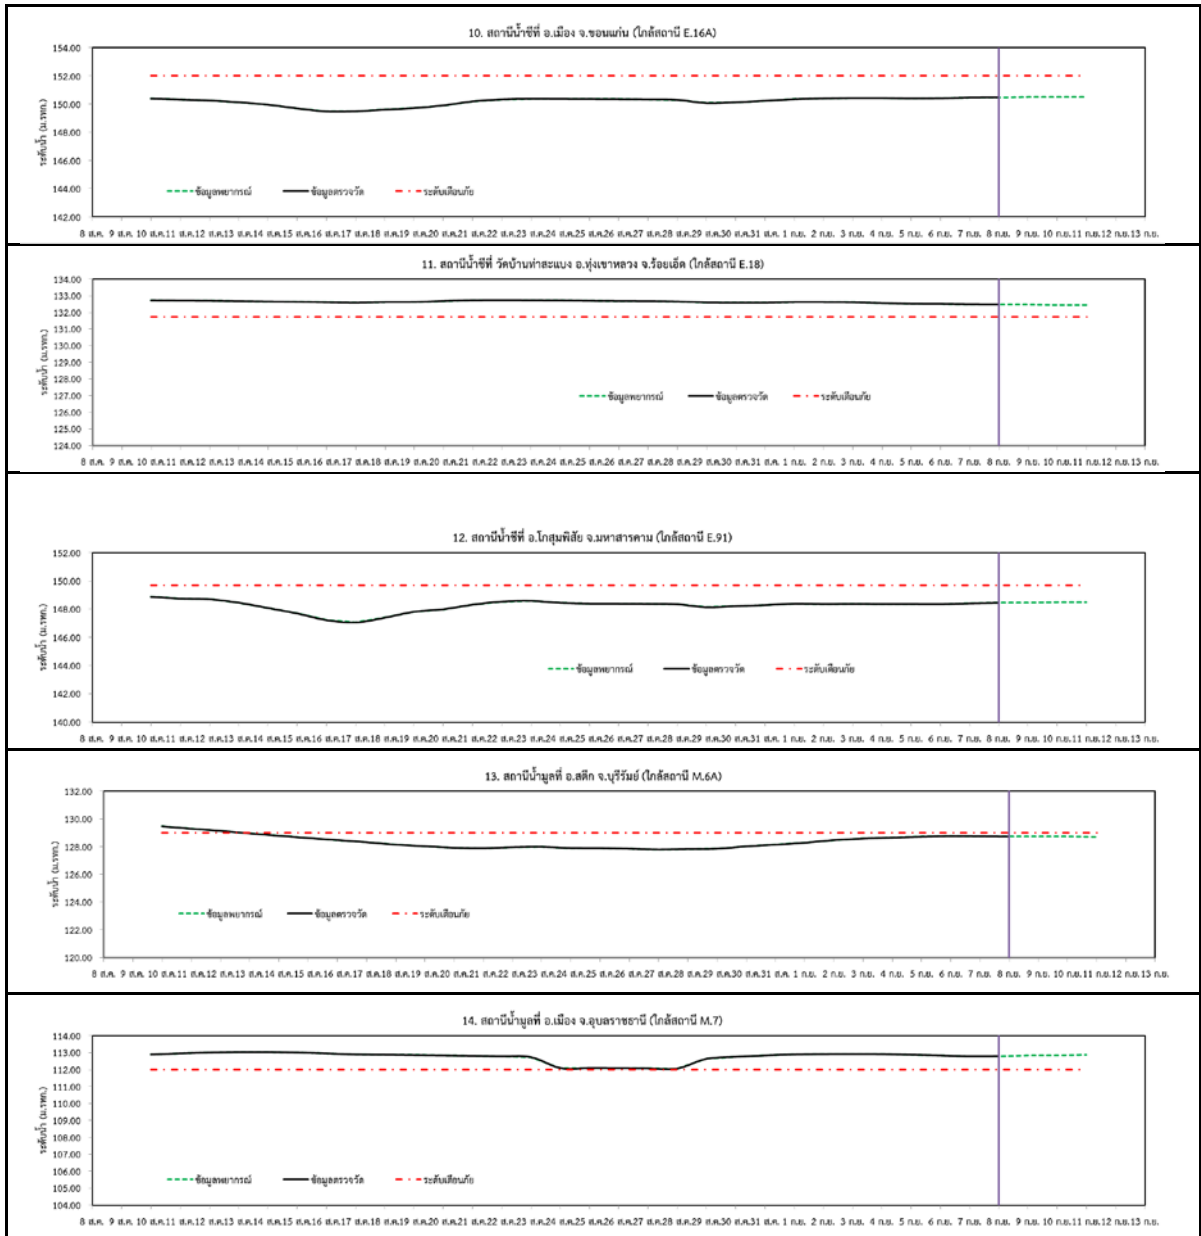 10. สถานีน้ำชีที่ อ.เมือง จ.ขอนแก่น (ใกล้สถานี E.16A)
154.00
152.00
150.00
148.00
146.00
144.00
142.00
ระดับน้ำ (ม.รทก.)
ข้อมูลพยากรณ์ ข้อมูลตรวจวัด ระดับเตือนภัย
8 ส.ค. 9 ส.ค. 10 ส.ค.11 ส.ค.12 ส.ค.13 ส.ค.14 ส.ค.15 ส.ค.16 ส.ค.17 ส.ค.18 ส.ค.19 ส.ค.20 ส.ค.21 ส.ค.22 ส.ค.23 ส.ค.24 ส.ค.25 ส.ค.26 ส.ค.27 ส.ค.28 ส.ค.29 ส.ค.30 ส.ค.31 ส.ค. 1 ก.ย. 2 ก.ย. 3 ก.ย. 4 ก.ย. 5 ก.ย. 6 ก.ย. 7 ก.ย. 8 ก.ย. 9 ก.ย. 10 ก.ย.11 ก.ย.12 ก.ย.13 ก.ย.
11. สถานีน้ำชีที่ วัดบ้านท่าสะแบง อ.ทุ่งเขาหลวง จ.ร้อยเอ็ด (ใกล้สถานี E.18)
134.00
133.00
132.00
131.00
130.00
129.00
128.00
127.00
126.00
125.00
124.00
ระดับน้ำ (ม.รทก.)
ข้อมูลพยากรณ์ ข้อมูลตรวจวัด ระดับเตือนภัย
8 ส.ค. 9 ส.ค. 10 ส.ค.11 ส.ค.12 ส.ค.13 ส.ค.14 ส.ค.15 ส.ค.16 ส.ค.17 ส.ค.18 ส.ค.19 ส.ค.20 ส.ค.21 ส.ค.22 ส.ค.23 ส.ค.24 ส.ค.25 ส.ค.26 ส.ค.27 ส.ค.28 ส.ค.29 ส.ค.30 ส.ค.31 ส.ค. 1 ก.ย. 2 ก.ย. 3 ก.ย. 4 ก.ย. 5 ก.ย. 6 ก.ย. 7 ก.ย. 8 ก.ย. 9 ก.ย. 10 ก.ย.11 ก.ย.12 ก.ย.13 ก.ย.
12. สถานีน้ำชีที่ อ.โกสุมพิสัย จ.มหาสารคาม (ใกล้สถานี E.91)
152.00
150.00
148.00
146.00
144.00
142.00
140.00
ระดับน้ำ (ม.รทก.)
ข้อมูลพยากรณ์ ข้อมูลตรวจวัด ระดับเตือนภัย
8 ส.ค. 9 ส.ค. 10 ส.ค.11 ส.ค.12 ส.ค.13 ส.ค.14 ส.ค.15 ส.ค.16 ส.ค.17 ส.ค.18 ส.ค.19 ส.ค.20 ส.ค.21 ส.ค.22 ส.ค.23 ส.ค.24 ส.ค.25 ส.ค.26 ส.ค.27 ส.ค.28 ส.ค.29 ส.ค.30 ส.ค.31 ส.ค. 1 ก.ย. 2 ก.ย. 3 ก.ย. 4 ก.ย. 5 ก.ย. 6 ก.ย. 7 ก.ย. 8 ก.ย. 9 ก.ย. 10 ก.ย.11 ก.ย.12 ก.ย.13 ก.ย.
13. สถานีน้ำมูลที่ อ.สตึก จ.บุรีรัมย์ (ใกล้สถานี M.6A)
132.00
130.00
128.00
126.00
124.00
122.00
120.00
ระดับน้ำ (ม.รทก.)
ข้อมูลพยากรณ์ ข้อมูลตรวจวัด ระดับเตือนภัย
8 ส.ค. 9 ส.ค. 10 ส.ค.11 ส.ค.12 ส.ค.13 ส.ค.14 ส.ค.15 ส.ค.16 ส.ค.17 ส.ค.18 ส.ค.19 ส.ค.20 ส.ค.21 ส.ค.22 ส.ค.23 ส.ค.24 ส.ค.25 ส.ค.26 ส.ค.27 ส.ค.28 ส.ค.29 ส.ค.30 ส.ค.31 ส.ค. 1 ก.ย. 2 ก.ย. 3 ก.ย. 4 ก.ย. 5 ก.ย. 6 ก.ย. 7 ก.ย. 8 ก.ย. 9 ก.ย. 10 ก.ย.11 ก.ย.12 ก.ย.13 ก.ย.
14. สถานีน้ำมูลที่ อ.เมือง จ.อุบลราชธานี (ใกล้สถานี M.7)
114.00
113.00
112.00
111.00
110.00
109.00
108.00
107.00
106.00
105.00
104.00
ระดับน้ำ (ม.รทก.)
ข้อมูลพยากรณ์ ข้อมูลตรวจวัด ระดับเตือนภัย
8 ส.ค. 9 ส.ค. 10 ส.ค.11 ส.ค.12 ส.ค.13 ส.ค.14 ส.ค.15 ส.ค.16 ส.ค.17 ส.ค.18 ส.ค.19 ส.ค.20 ส.ค.21 ส.ค.22 ส.ค.23 ส.ค.24 ส.ค.25 ส.ค.26 ส.ค.27 ส.ค.28 ส.ค.29 ส.ค.30 ส.ค.31 ส.ค. 1 ก.ย. 2 ก.ย. 3 ก.ย. 4 ก.ย. 5 ก.ย. 6 ก.ย. 7 ก.ย. 8 ก.ย. 9 ก.ย. 10 ก.ย.11 ก.ย.12 ก.ย.13 ก.ย.